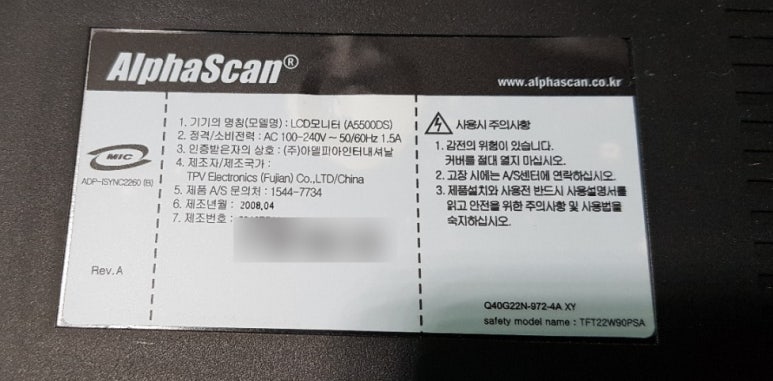 AlphaScan®
www.alphascan.co.kr
MIC
ADP-ISYNC2260 (B)
Rev.A
1. 기기의 명칭(모델명) : LCD모니터 (A5500DS)
2. 정격/소비전력 : AC 100-240V ~ 50/60Hz 1.5A
3. 인증받은자의 상호 : (주)아델피아인터내셔날
4. 제조자/제조국가 :
TPV Electronics (Fujian) Co.,LTD/China
5. 제품 A/S 문의처 : 1544-7734
6. 제조년월 : 2008.04
7. 제조번호 :
사용시 주의사항
1. 감전의 위험이 있습니다.
커버를 절대 열지 마십시오.
2. 고장 시에는 A/S센터에 연락하십시오.
3. 제품설치와 사용전 반드시 사용설명서를
읽고 안전을 위한 주의사항 및 사용법을
숙지하십시오.
Q40G22N-972-4A XY
safety model name : TFT22W90PSA